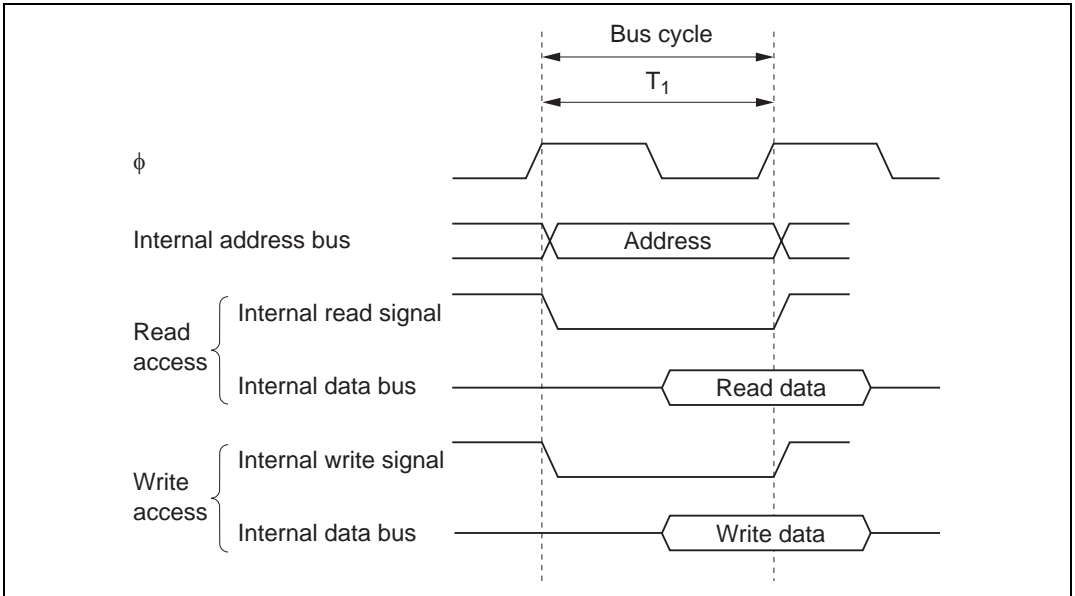 Bus cycle
T₁
ϕ
Internal address bus
Address
Read
access
Internal read signal
Internal data bus
Read data
Write
access
Internal write signal
Internal data bus
Write data